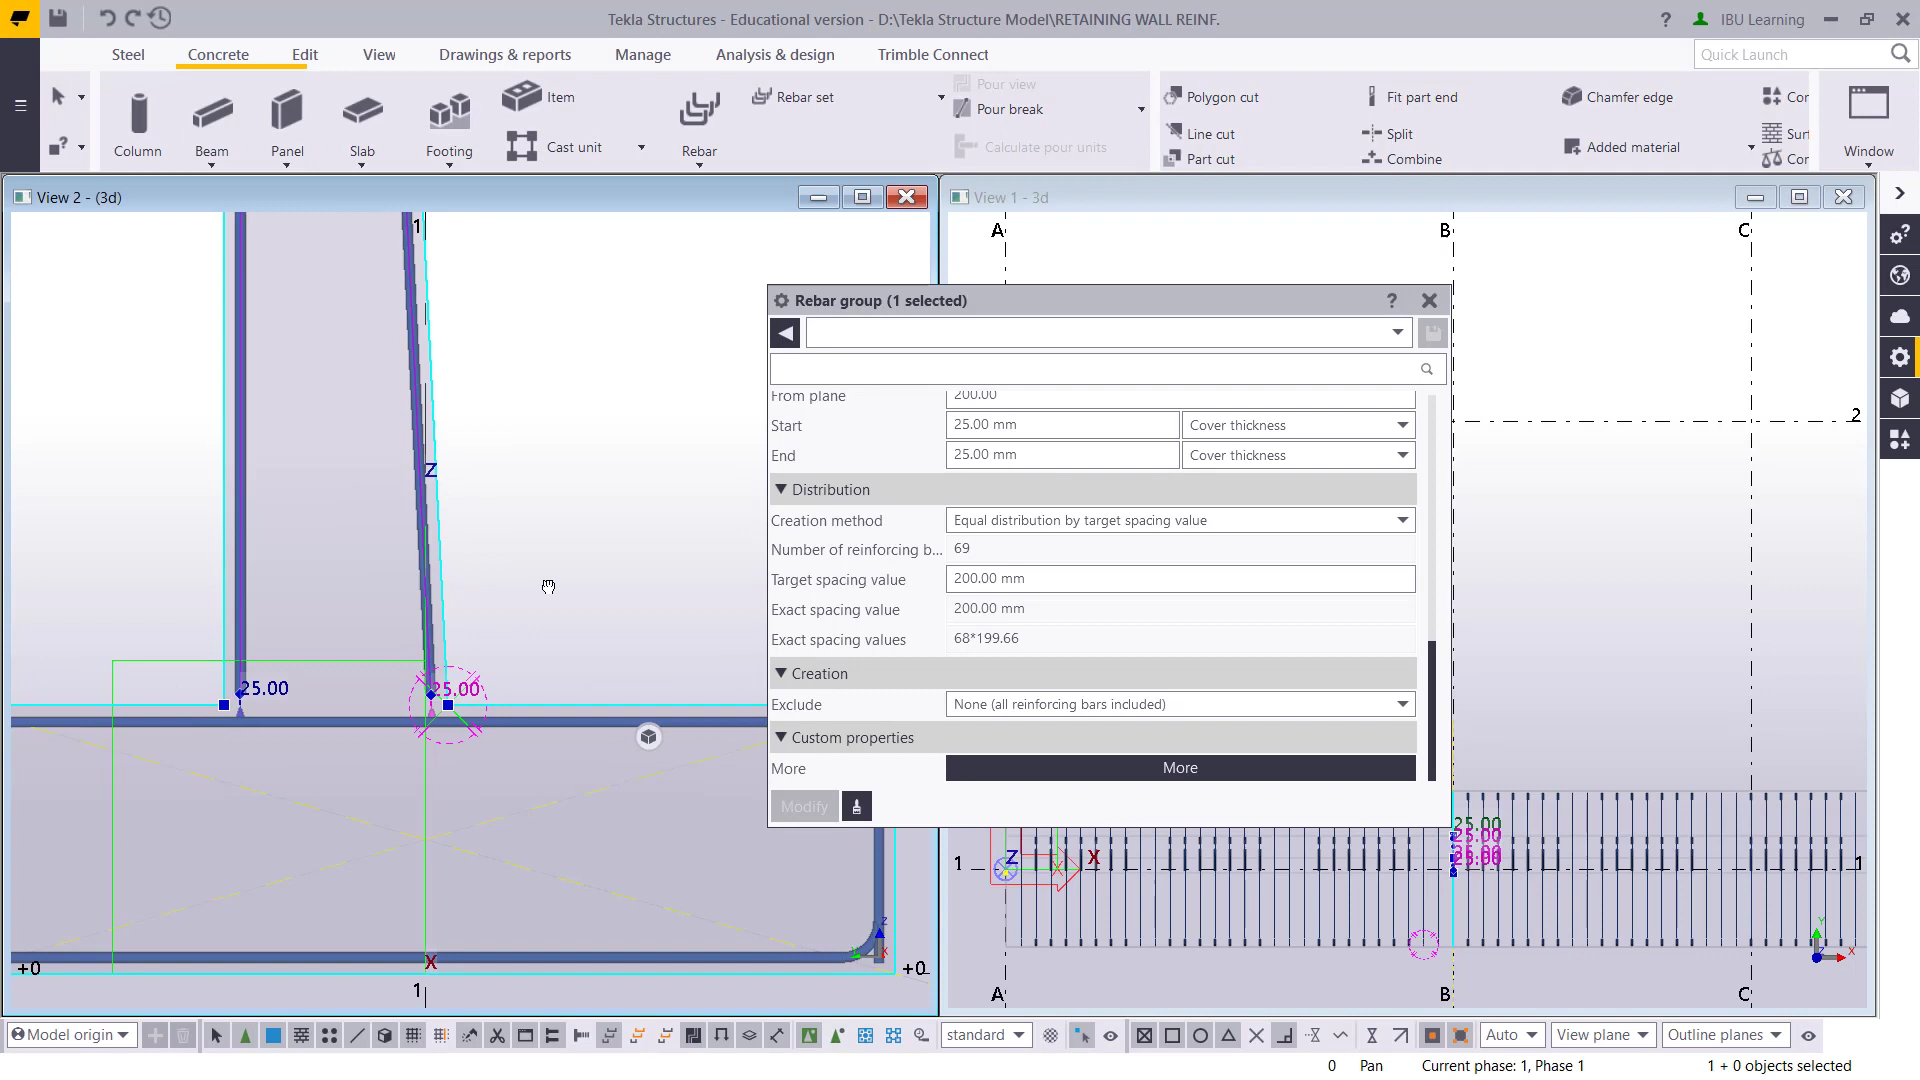 Tekla Structures - Educational version - D:\Tekla Structure Model\RETAINING WALL REINF.
? IBU Learning
Steel Concrete Edit View Drawings & reports Manage Analysis & design Trimble Connect
Quick Launch
Column Beam Panel Slab Footing Item Cast unit Rebar Rebar set
Pour view
Pour break
Calculate pour units
Polygon cut
Line cut
Part cut
Fit part end
Split
Combine
Chamfer edge
Added material
Window
View 2 - (3d)
View 1 - 3d
1
Z
25.00
25.00
X
Z
X
+0
+0
1
A B C
2
1
Z
X
25.00
25.00
25.00
25.00
1
Y
X
A B C
Rebar group (1 selected) ?
From plane 200.00
Start 25.00 mm Cover thickness
End 25.00 mm Cover thickness
Distribution
Creation method Equal distribution by target spacing value
Number of reinforcing b... 69
Target spacing value 200.00 mm
Exact spacing value 200.00 mm
Exact spacing values 68*199.66
Creation
Exclude None (all reinforcing bars included)
Custom properties
More More
Modify
Model origin standard Auto View plane Outline planes
0 Pan Current phase: 1, Phase 1 1 + 0 objects selected